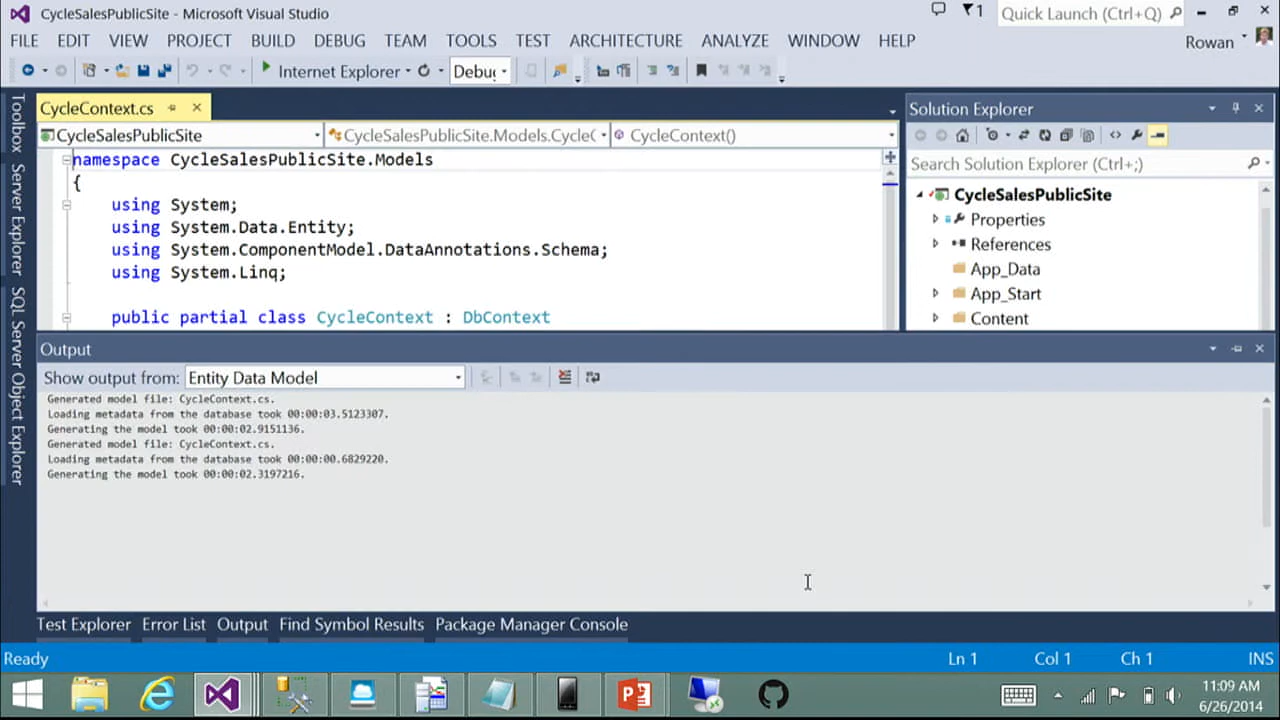 CycleSalesPublicSite - Microsoft Visual Studio
1
Quick Launch (Ctrl+Q)
FILE EDIT VIEW PROJECT BUILD DEBUG TEAM TOOLS TEST ARCHITECTURE ANALYZE WINDOW HELP
Rowan
Internet Explorer
Debug
Toolbox
Server Explorer
SQL Server Object Explorer
CycleContext.cs
CycleSalesPublicSite
CycleSalesPublicSite.Models.CycleC
CycleContext()
namespace CycleSalesPublicSite.Models
{
using System;
using System.Data.Entity;
using System.ComponentModel.DataAnnotations.Schema;
using System.Linq;
public partial class CycleContext : DbContext
Solution Explorer
Search Solution Explorer (Ctrl+;)
CycleSalesPublicSite
Properties
References
App_Data
App_Start
Content
Output
Show output from: Entity Data Model
Generated model file: CycleContext.cs.
Loading metadata from the database took 00:00:03.5123307.
Generating the model took 00:00:02.9151136.
Generated model file: CycleContext.cs.
Loading metadata from the database took 00:00:00.6829220.
Generating the model took 00:00:02.3197216.
Test Explorer Error List Output Find Symbol Results Package Manager Console
Ready
Ln 1 Col 1 Ch 1 INS
11:09 AM
6/26/2014